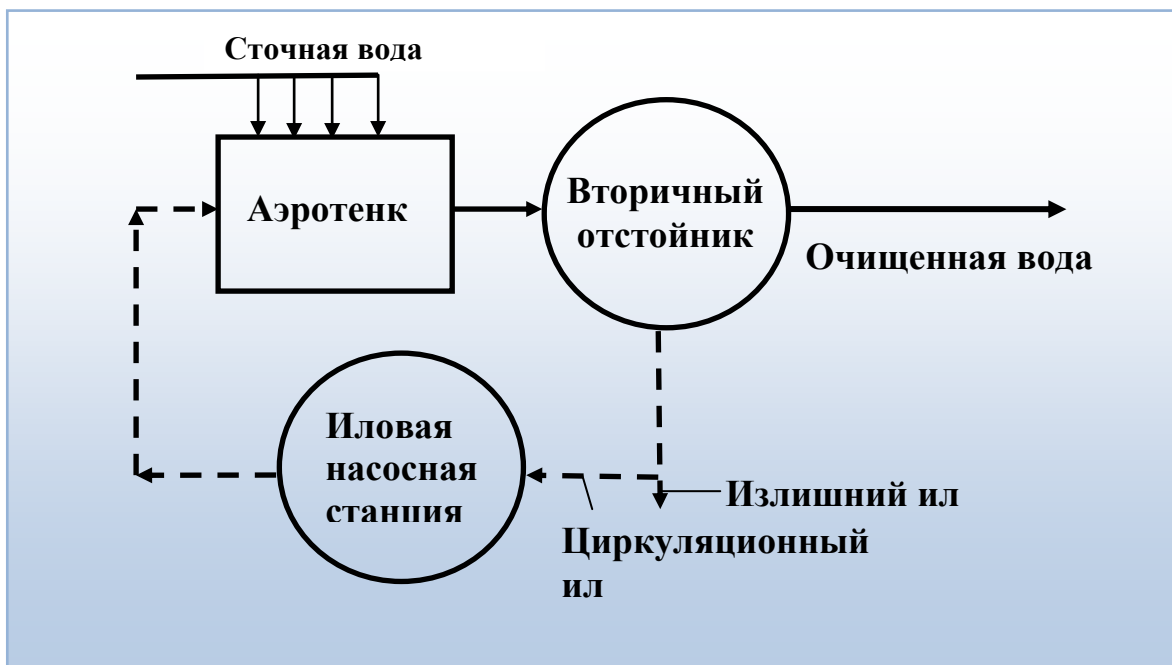 Сточная вода
Аэротенк
Вторичный
отстойник
Очищенная вода
Иловая
насосная
станция
Излишний ил
Циркуляционный
ил